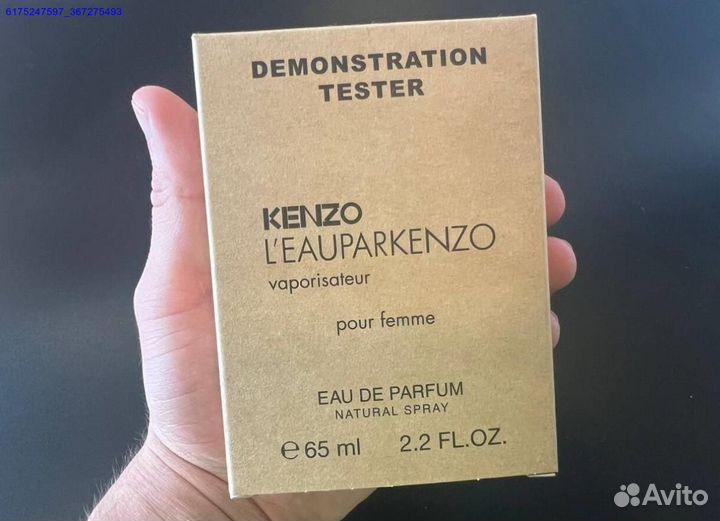 6175247597_367275493
DEMONSTRATION
TESTER
KENZO
L'EAUPARKENZO
vaporisateur
pour femme
EAU DE PARFUM
NATURAL SPRAY
℮ 65 ml 2.2 FL.OZ.
Avito